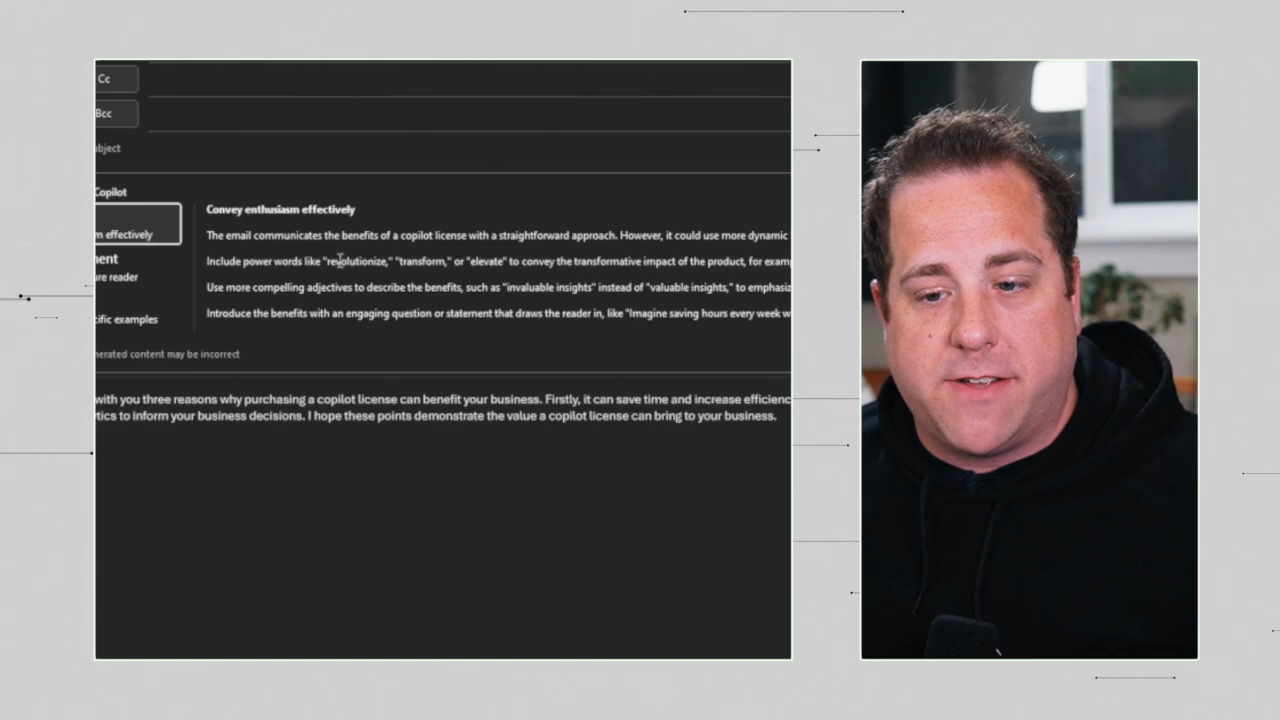 Cc
Bcc
ubject
Copilot
m effectively
ent
ure reader
ific examples
nerated content may be incorrect
Convey enthusiasm effectively
The email communicates the benefits of a copilot license with a straightforward approach. However, it could use more dynamic
Include power words like "revolutionize," "transform," or "elevate" to convey the transformative impact of the product, for examp
Use more compelling adjectives to describe the benefits, such as "invaluable insights" instead of "valuable insights," to emphasiz
Introduce the benefits with an engaging question or statement that draws the reader in, like "Imagine saving hours every week w
with you three reasons why purchasing a copilot license can benefit your business. Firstly, it can save time and increase efficienc
tics to inform your business decisions. I hope these points demonstrate the value a copilot license can bring to your business.